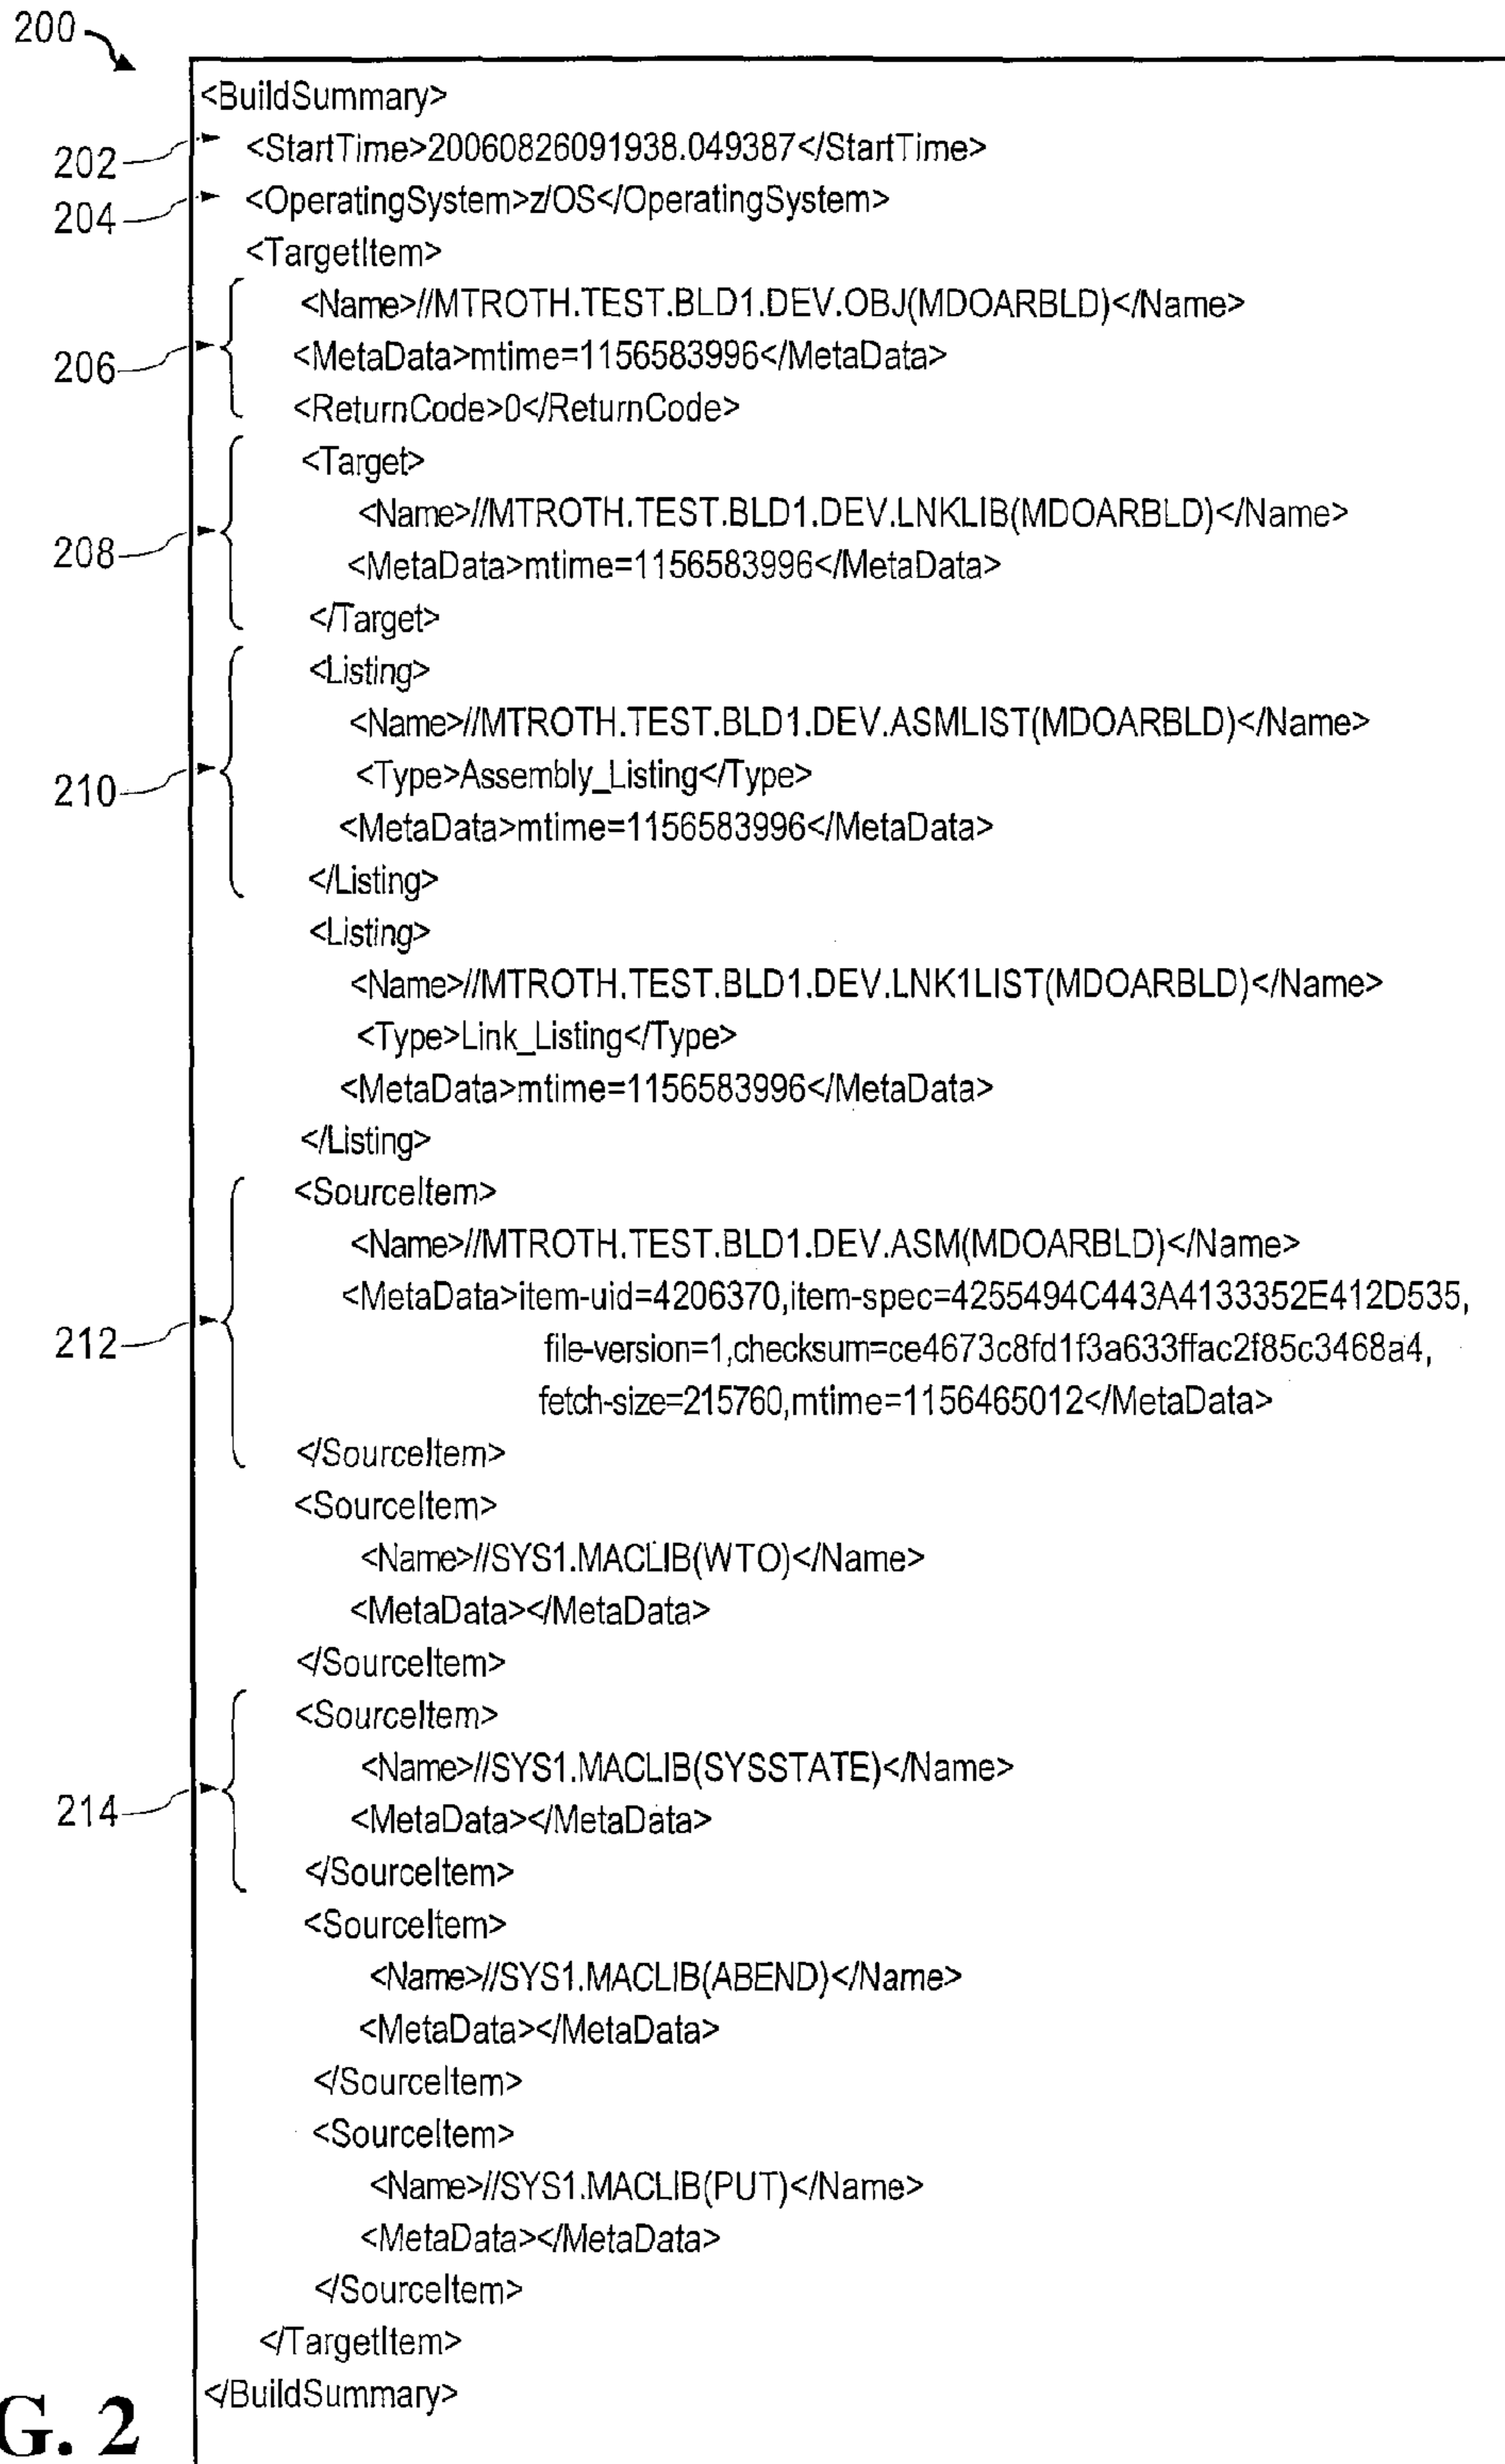 200
<BuildSummary>
202 <StartTime>20060826091938.049387</StartTime>
204 <OperatingSystem>z/OS</OperatingSystem>
<TargetItem>
<Name>//MTROTH.TEST.BLD1.DEV.OBJ(MDOARBLD)</Name>
206 <MetaData>mtime=1156583996</MetaData>
<ReturnCode>0</ReturnCode>
<Target>
<Name>//MTROTH.TEST.BLD1.DEV.LNKLIB(MDOARBLD)</Name>
208 <MetaData>mtime=1156583996</MetaData>
</Target>
<Listing>
<Name>//MTROTH.TEST.BLD1.DEV.ASMLIST(MDOARBLD)</Name>
210 <Type>Assembly_Listing</Type>
<MetaData>mtime=1156583996</MetaData>
</Listing>
<Listing>
<Name>//MTROTH.TEST.BLD1.DEV.LNK1LIST(MDOARBLD)</Name>
<Type>Link_Listing</Type>
<MetaData>mtime=1156583996</MetaData>
</Listing>
<SourceItem>
<Name>//MTROTH.TEST.BLD1.DEV.ASM(MDOARBLD)</Name>
<MetaData>item-uid=4206370,item-spec=4255494C443A4133352E412D535,
212 file-version=1,checksum=ce4673c8fd1f3a633ffac2f85c3468a4,
fetch-size=215760,mtime=1156465012</MetaData>
</SourceItem>
<SourceItem>
<Name>//SYS1.MACLIB(WTO)</Name>
<MetaData></MetaData>
</SourceItem>
<SourceItem>
<Name>//SYS1.MACLIB(SYSSTATE)</Name>
214 <MetaData></MetaData>
</SourceItem>
<SourceItem>
<Name>//SYS1.MACLIB(ABEND)</Name>
<MetaData></MetaData>
</SourceItem>
<SourceItem>
<Name>//SYS1.MACLIB(PUT)</Name>
<MetaData></MetaData>
</SourceItem>
</TargetItem>
</BuildSummary>
G. 2